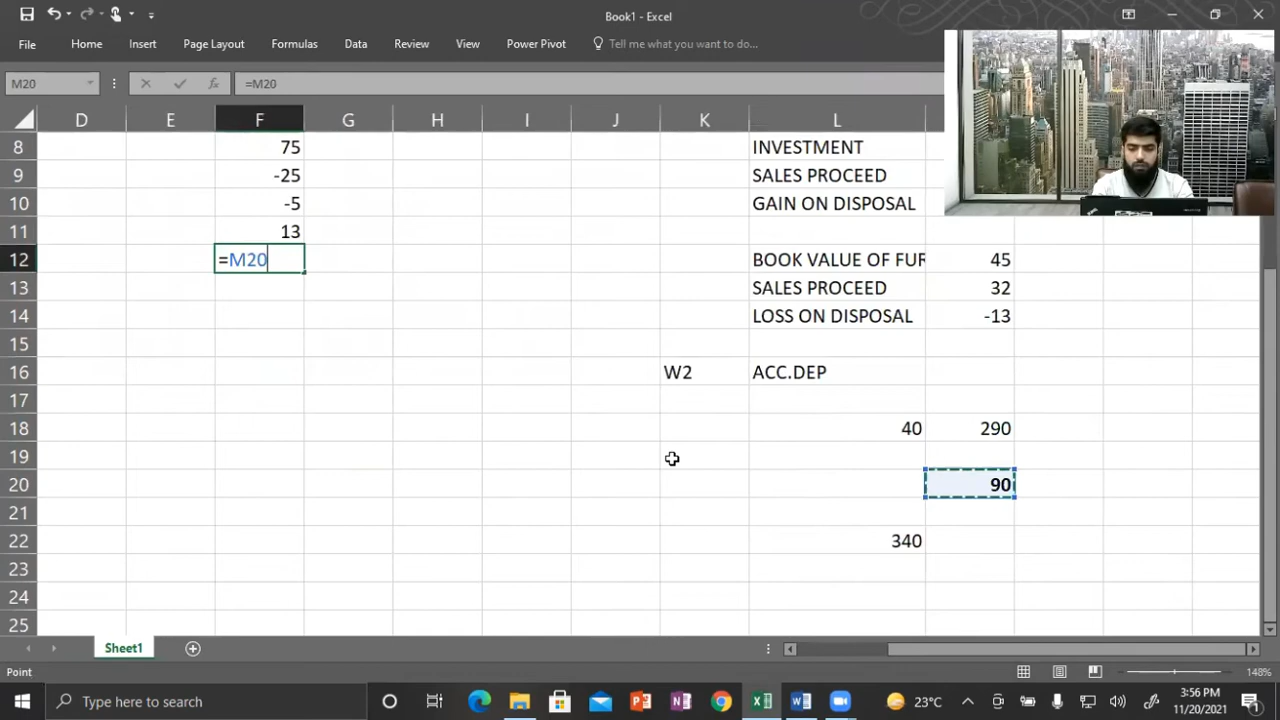 Book1 - Excel
File Home Insert Page Layout Formulas Data Review View Power Pivot Tell me what you want to do...
M20 fx =M20
D E F G H I J K L
8 75 INVESTMENT
9 -25 SALES PROCEED
10 -5 GAIN ON DISPOSAL
11 13
12 =M20 BOOK VALUE OF FUR 45
13 SALES PROCEED 32
14 LOSS ON DISPOSAL -13
15
16 W2 ACC.DEP
17
18 40 290
19
20 90
21
22 340
23
24
25
Sheet1
Point 148%
Type here to search 23°C 3:56 PM
11/20/2021